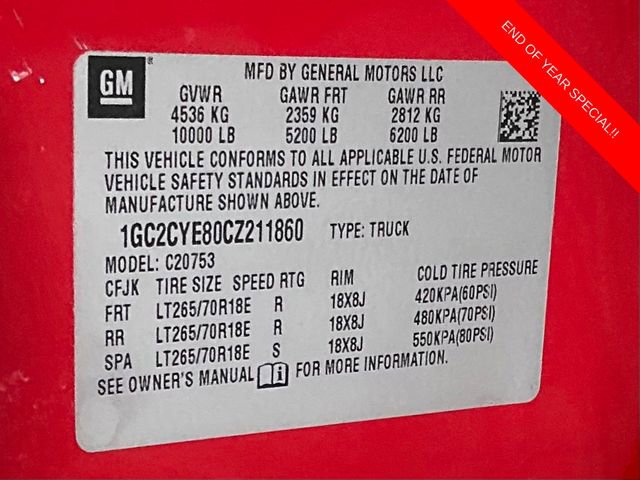 END OF YEAR SPECIAL!!
GM
®
MFD BY GENERAL MOTORS LLC
GVWR GAWR FRT GAWR RR
4536 KG 2359 KG 2812 KG
10000 LB 5200 LB 6200 LB
THIS VEHICLE CONFORMS TO ALL APPLICABLE U.S. FEDERAL MOTOR
VEHICLE SAFETY STANDARDS IN EFFECT ON THE DATE OF
MANUFACTURE SHOWN ABOVE.
1GC2CYE80CZ211860 TYPE: TRUCK
MODEL: C20753
CFJK TIRE SIZE SPEED RTG RIM COLD TIRE PRESSURE
FRT LT265/70R18E R 18X8J 420KPA(60PSI)
RR LT265/70R18E R 18X8J 480KPA(70PSI)
SPA LT265/70R18E S 18X8J 550KPA(80PSI)
SEE OWNER'S MANUAL i FOR MORE INFORMATION.